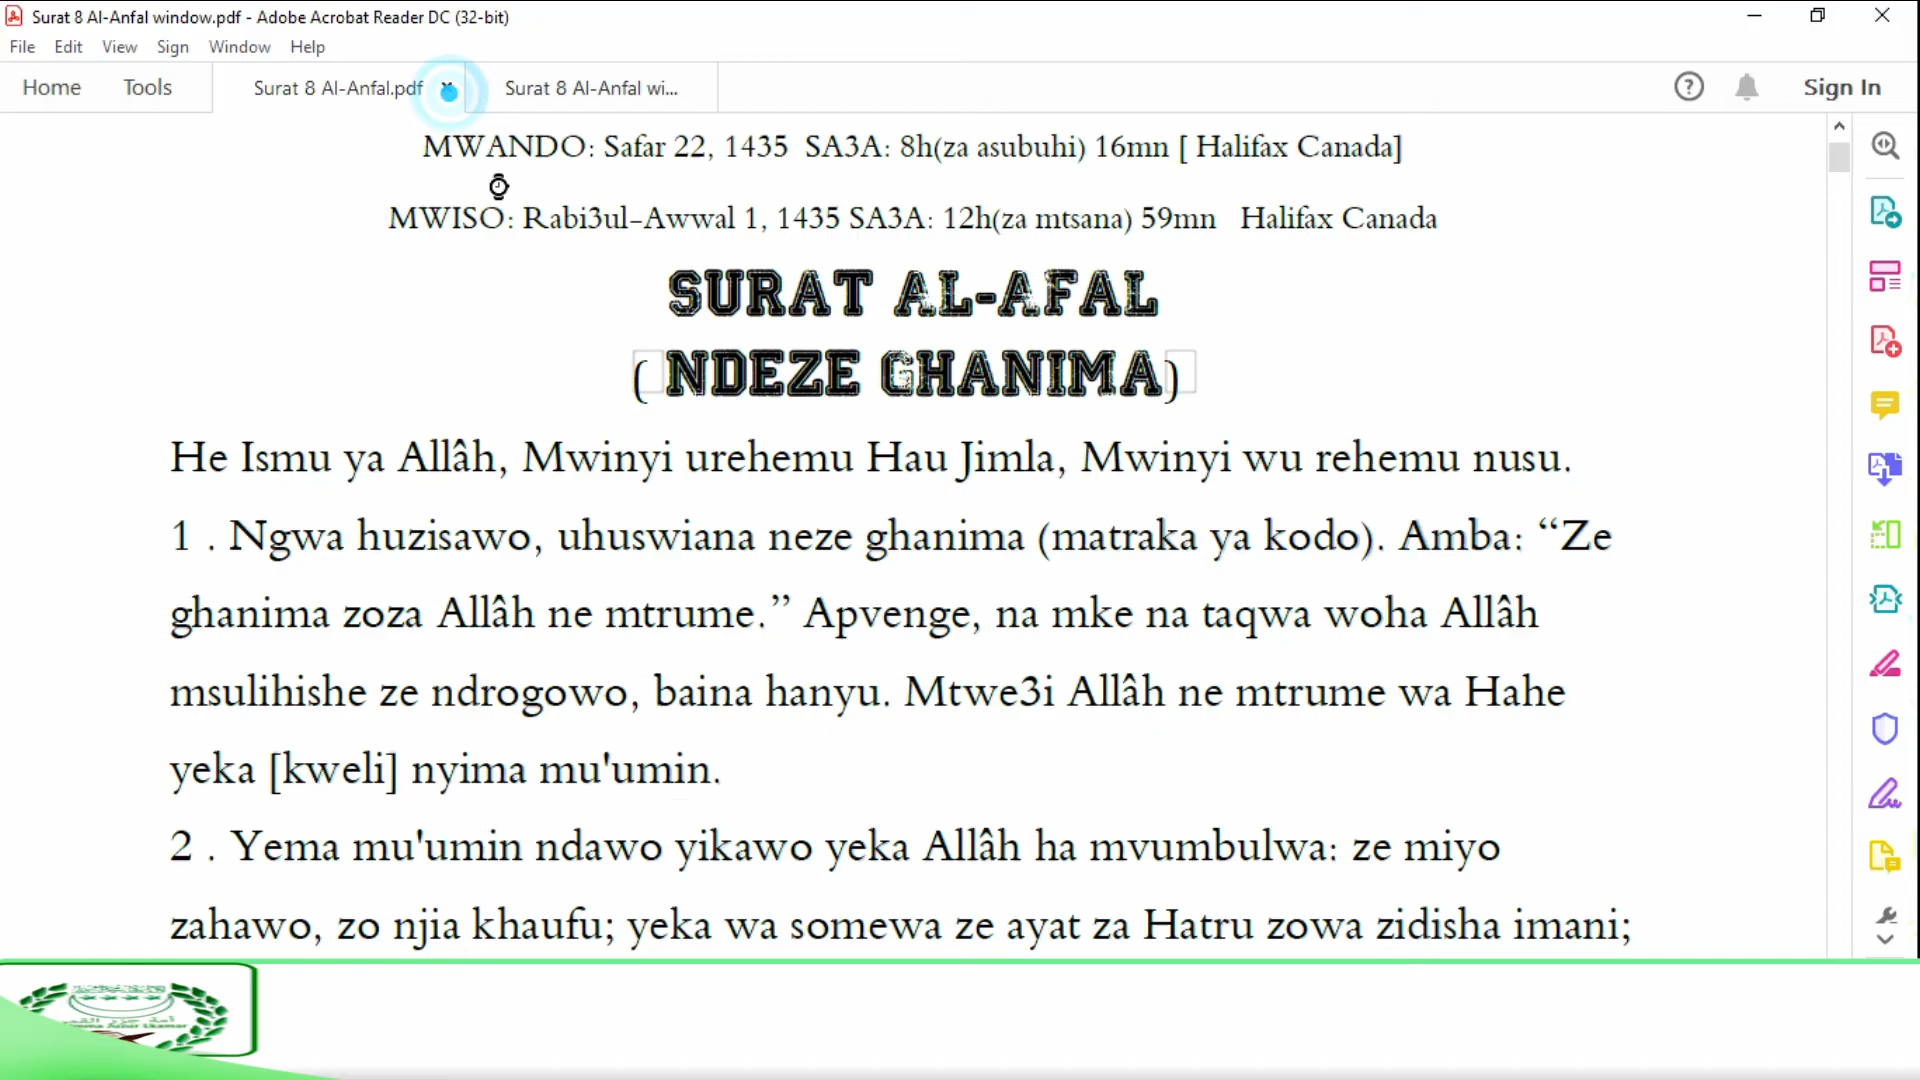 Surat 8 Al-Anfal window.pdf - Adobe Acrobat Reader DC (32-bit)
File Edit View Sign Window Help
Home Tools Surat 8 Al-Anfal.pdf Surat 8 Al-Anfal wi... Sign In
MWANDO: Safar 22, 1435 SA3A: 8h(za asubuhi) 16mn [ Halifax Canada]
MWISO: Rabi3ul-Awwal 1, 1435 SA3A: 12h(za mtsana) 59mn Halifax Canada
SURAT AL-AFAL
( NDEZE GHANIMA)
He Ismu ya Allâh, Mwinyi urehemu Hau Jimla, Mwinyi wu rehemu nusu.
1 . Ngwa huzisawo, uhuswiana neze ghanima (matraka ya kodo). Amba: “Ze
ghanima zoza Allâh ne mtrume.” Apvenge, na mke na taqwa woha Allâh
msulihishe ze ndrogowo, baina hanyu. Mtwe3i Allâh ne mtrume wa Hahe
yeka [kweli] nyima mu'umin.
2 . Yema mu'umin ndawo yikawo yeka Allâh ha mvumbulwa: ze miyo
zahawo, zo njia khaufu; yeka wa somewa ze ayat za Hatru zowa zidisha imani;